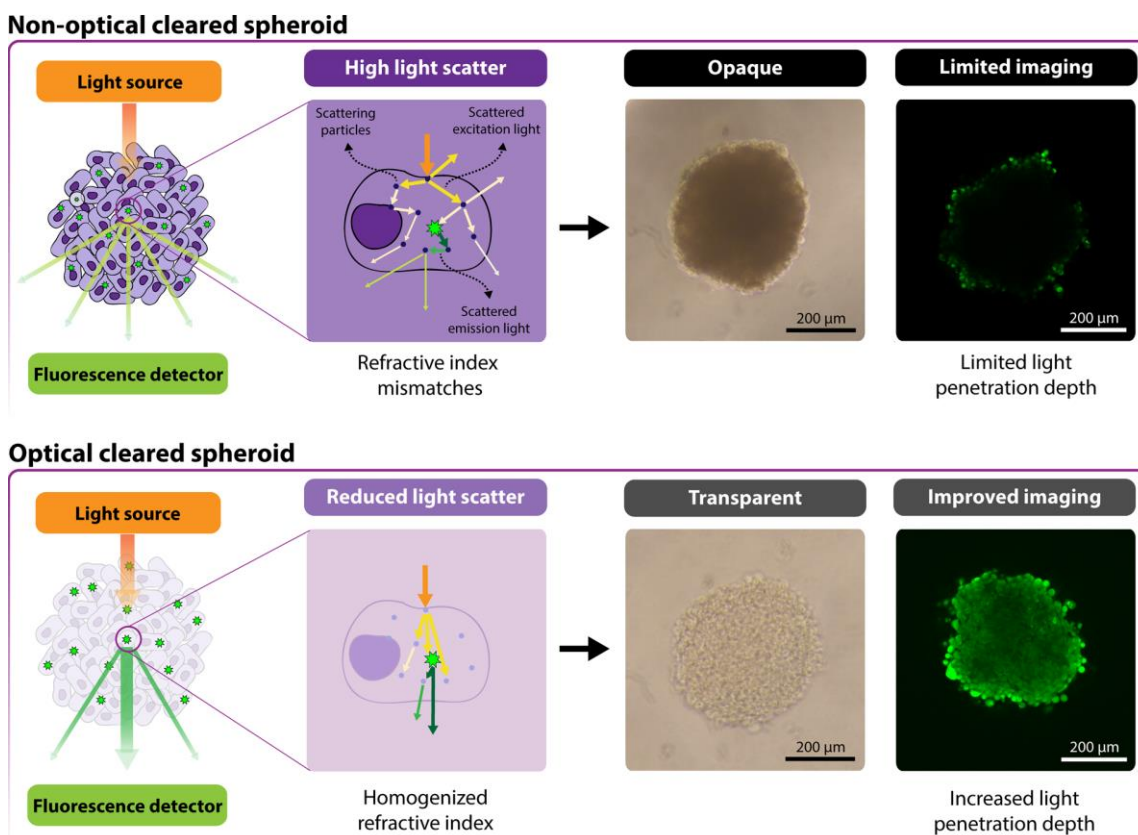 Non-optical cleared spheroid
Light source
High light scatter
Opaque
Limited imaging
Scattering
particles
Scattered
excitation light
Scattered
emission light
200 μm
200 μm
Fluorescence detector
Refractive index
mismatches
Limited light
penetration depth
Optical cleared spheroid
Light source
Reduced light scatter
Transparent
Improved imaging
200 μm
200 μm
Fluorescence detector
Homogenized
refractive index
Increased light
penetration depth